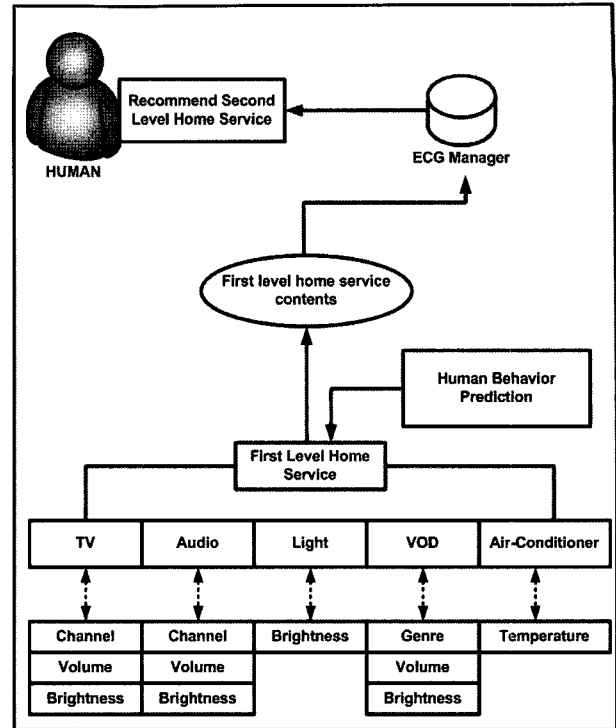 Recommend Second
Level Home Service
HUMAN
ECG Manager
First level home service
contents
Human Behavior
Prediction
First Level Home
Service
TV Audio Light VOD Air-Conditioner
Channel Channel Brightness Genre Temperature
Volume Volume Volume
Brightness Brightness Brightness